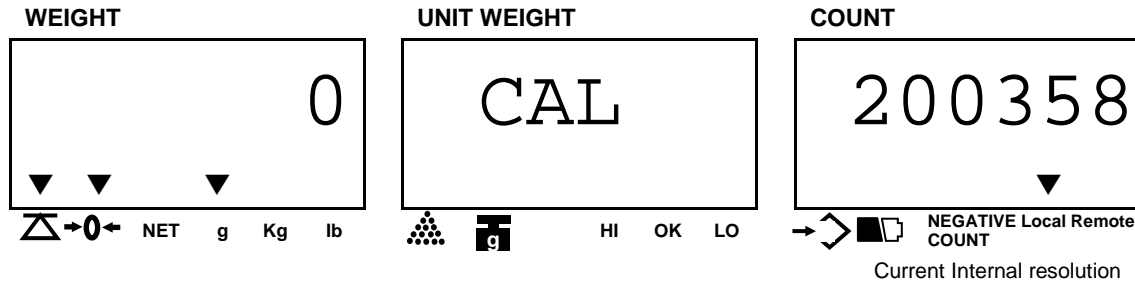 WEIGHT UNIT WEIGHT COUNT
0 CAL 200358
→0← NET g Kg lb g HI OK LO NEGATIVE Local Remote
COUNT
Current Internal resolution